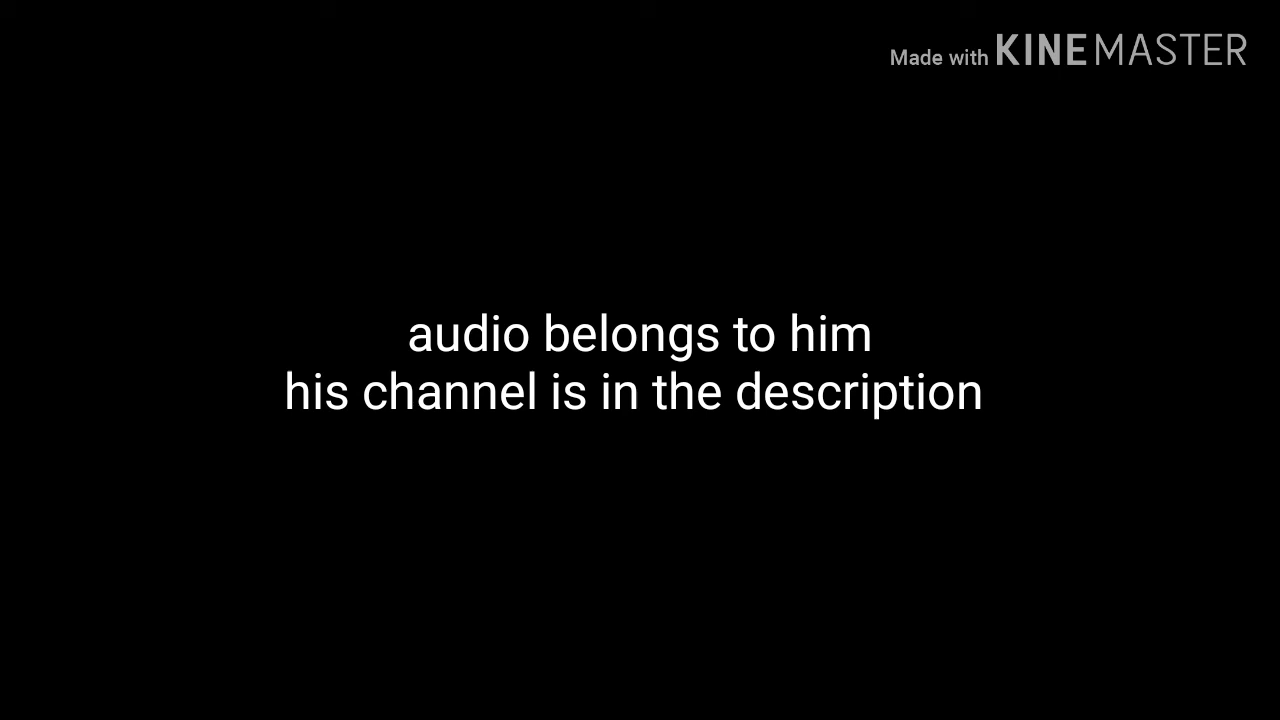 Made with KINEMASTER
audio belongs to him
his channel is in the description